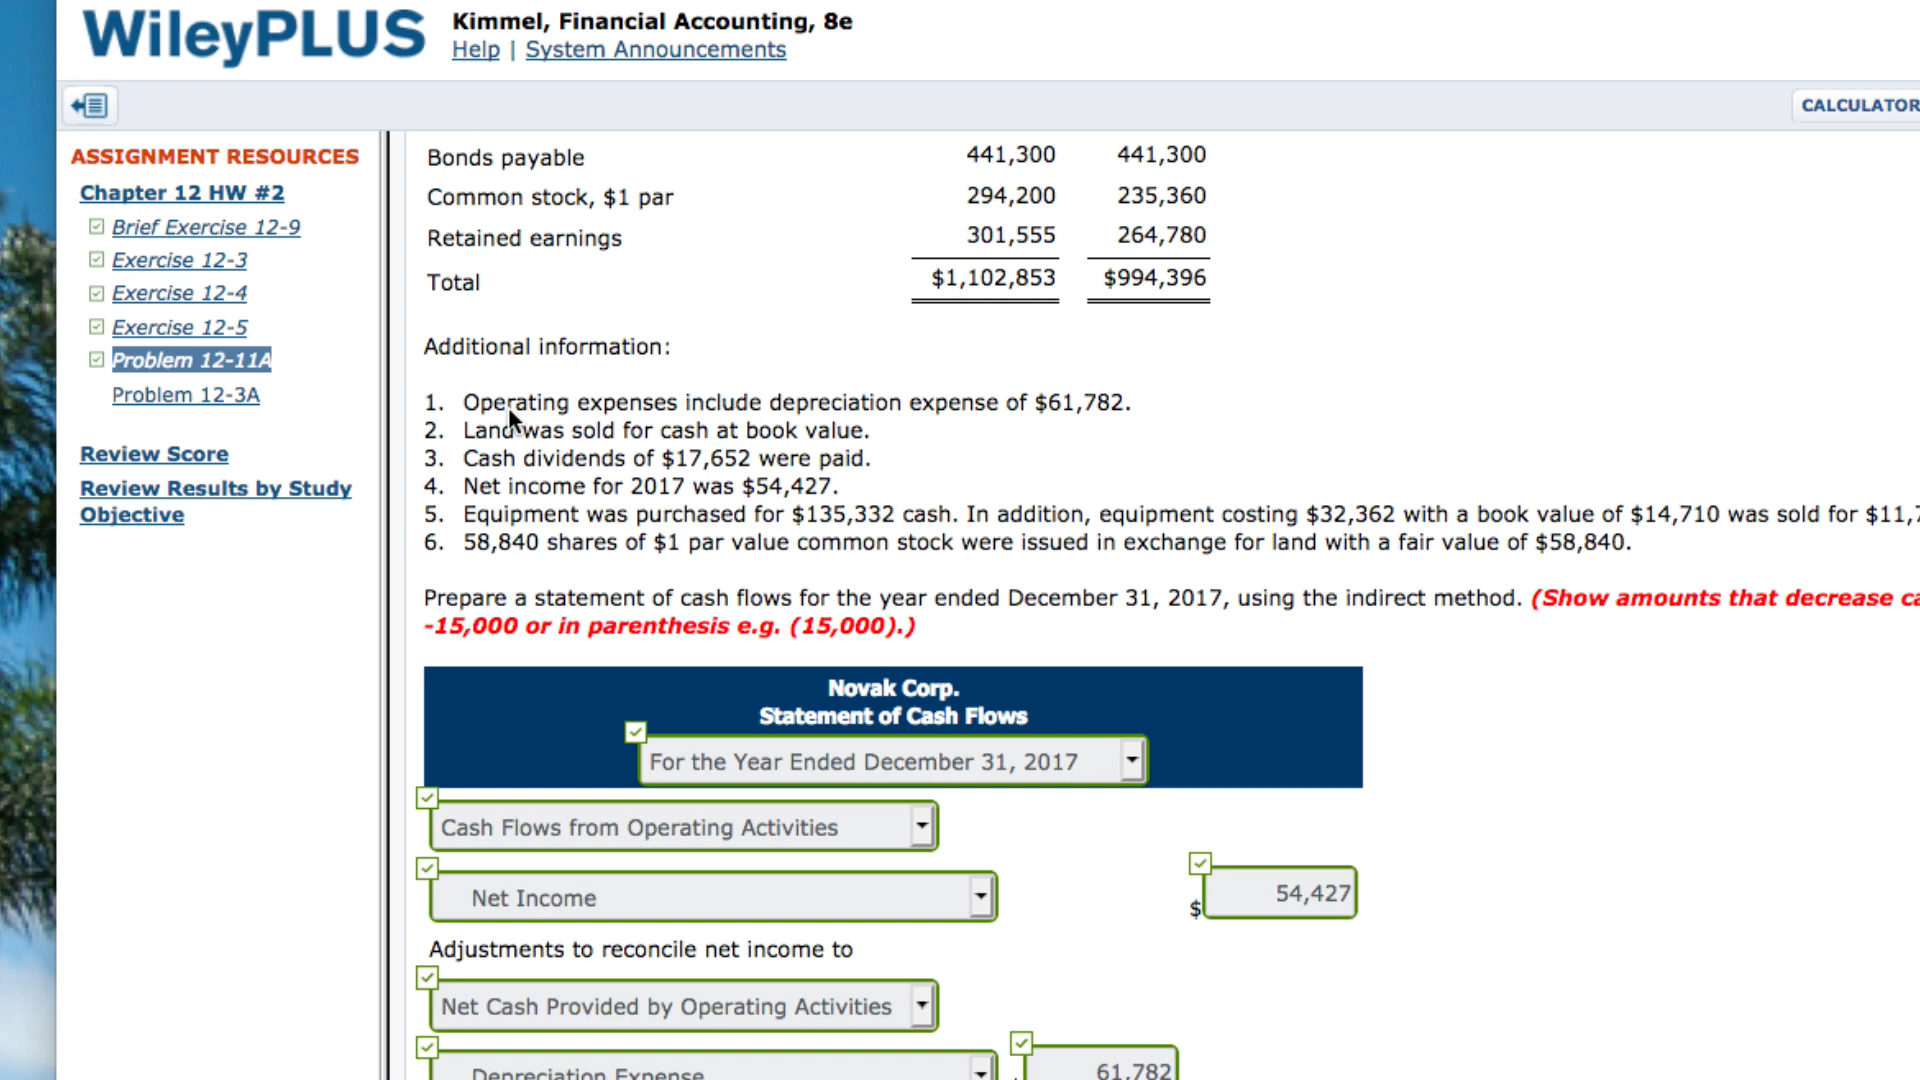 WileyPLUS
Kimmel, Financial Accounting, 8e
Help | System Announcements
CALCULATOR
ASSIGNMENT RESOURCES
Chapter 12 HW #2
Brief Exercise 12-9
Exercise 12-3
Exercise 12-4
Exercise 12-5
Problem 12-11A
Problem 12-3A
Review Score
Review Results by Study
Objective
Bonds payable 441,300 441,300
Common stock, $1 par 294,200 235,360
Retained earnings 301,555 264,780
Total $1,102,853 $994,396
Additional information:
1. Operating expenses include depreciation expense of $61,782.
2. Land was sold for cash at book value.
3. Cash dividends of $17,652 were paid.
4. Net income for 2017 was $54,427.
5. Equipment was purchased for $135,332 cash. In addition, equipment costing $32,362 with a book value of $14,710 was sold for $11,7
6. 58,840 shares of $1 par value common stock were issued in exchange for land with a fair value of $58,840.
Prepare a statement of cash flows for the year ended December 31, 2017, using the indirect method. (Show amounts that decrease ca
-15,000 or in parenthesis e.g. (15,000).)
Novak Corp.
Statement of Cash Flows
For the Year Ended December 31, 2017
Cash Flows from Operating Activities
Net Income $ 54,427
Adjustments to reconcile net income to
Net Cash Provided by Operating Activities
Depreciation Expense 61,782